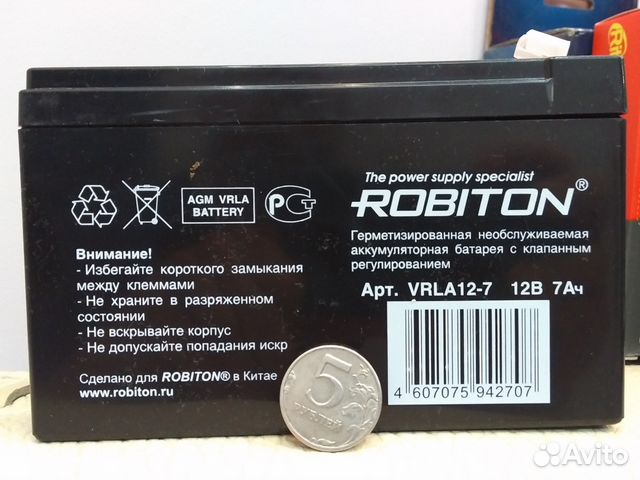 The power supply specialist
ROBITON®
AGM VRLA
BATTERY
РСТ
Герметизированная необслуживаемая
аккумуляторная батарея с клапанным
регулированием
Арт. VRLA12-7 12В 7Ач
Внимание!
- Избегайте короткого замыкания
между клеммами
- Не храните в разряженном
состоянии
- Не вскрывайте корпус
- Не допускайте попадания искр
Сделано для ROBITON® в Китае
www.robiton.ru
4 607075 942707
5
РУБЛЕЙ
Avito